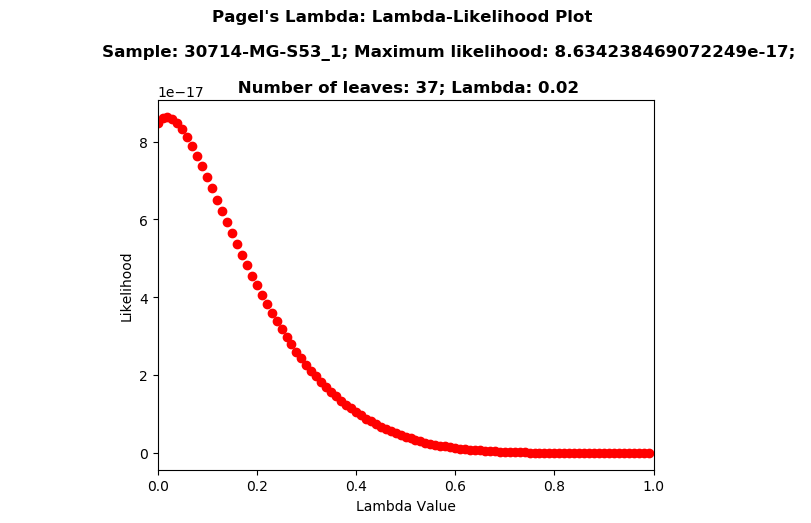 Pagel's Lambda: Lambda-Likelihood Plot
Sample: 30714-MG-S53_1; Maximum likelihood: 8.634238469072249e-17;
Number of leaves: 37; Lambda: 0.02
1e−17
8
6
4
2
0
Likelihood
0.0 0.2 0.4 0.6 0.8 1.0
Lambda Value